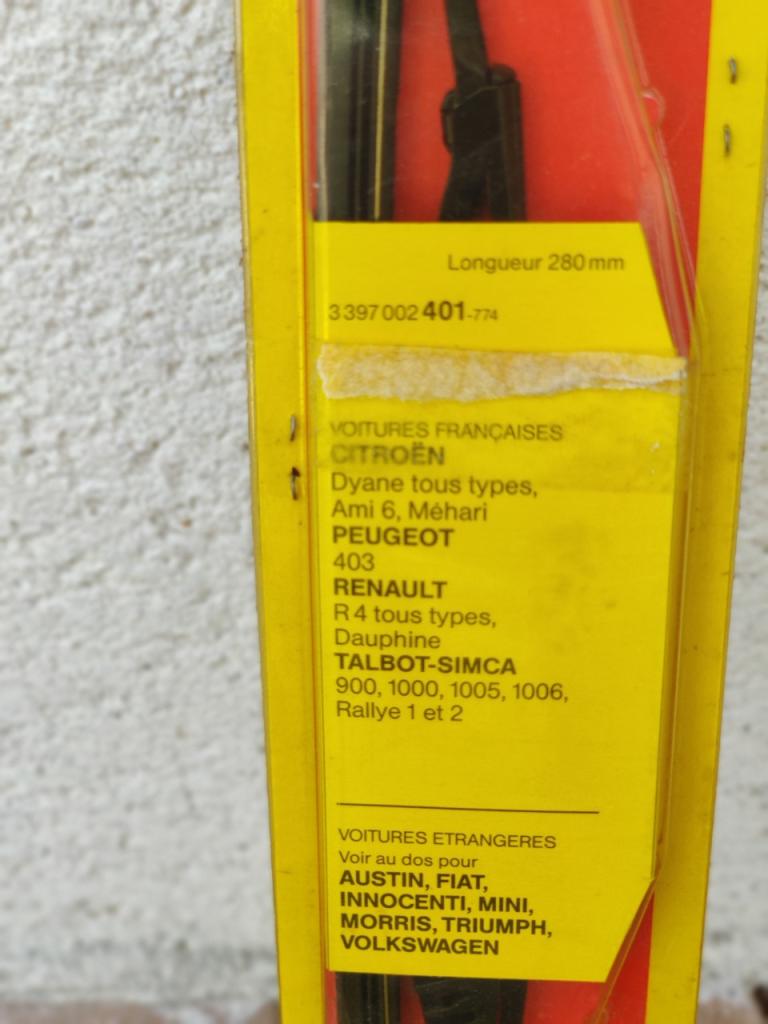 Longueur 280 mm
3 397 002 401-774
VOITURES FRANÇAISES
CITROËN
Dyane tous types,
Ami 6, Méhari
PEUGEOT
403
RENAULT
R 4 tous types,
Dauphine
TALBOT-SIMCA
900, 1000, 1005, 1006,
Rallye 1 et 2
VOITURES ETRANGERES
Voir au dos pour
AUSTIN, FIAT,
INNOCENTI, MINI,
MORRIS, TRIUMPH,
VOLKSWAGEN